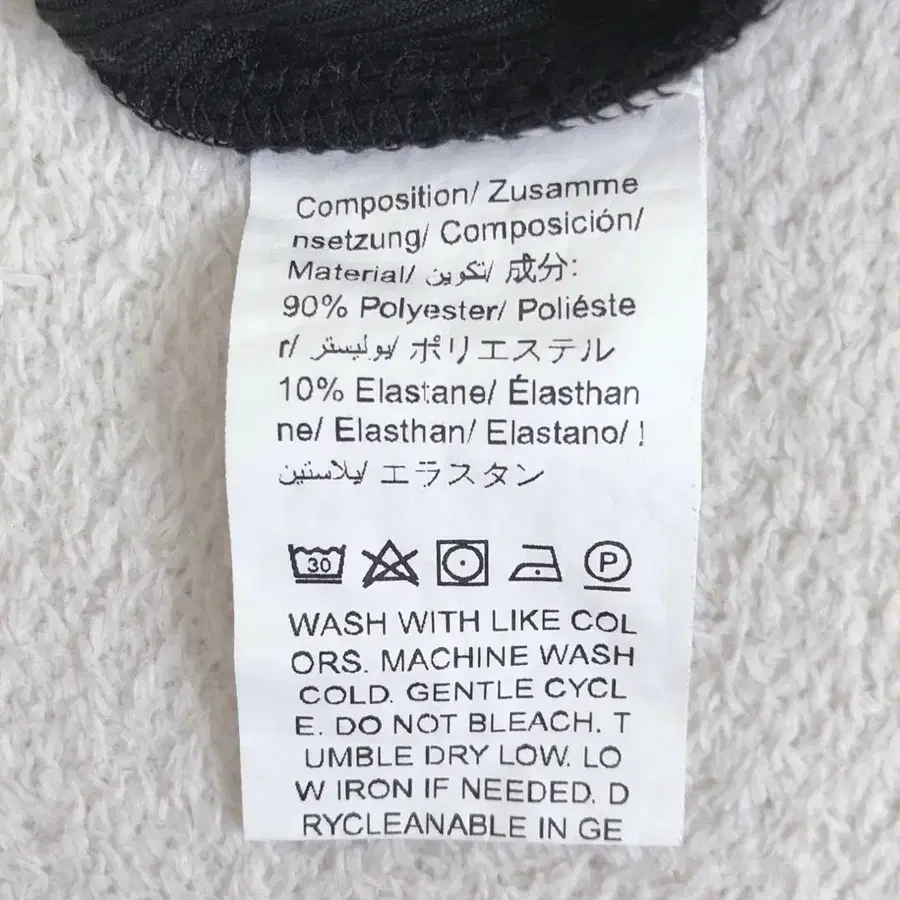 Composition/ Zusamme
nsetzung/ Composición/
Material/ تكوين/ 成分:
90% Polyester/ Poliéste
r/ بوليستر/ ポリエステル
10% Elastane/ Élasthan
ne/ Elasthan/ Elastano/
إيلاستين/ エラスタン
30
P
WASH WITH LIKE COL
ORS. MACHINE WASH
COLD. GENTLE CYCL
E. DO NOT BLEACH. T
UMBLE DRY LOW. LO
W IRON IF NEEDED. D
RYCLEANABLE IN GE